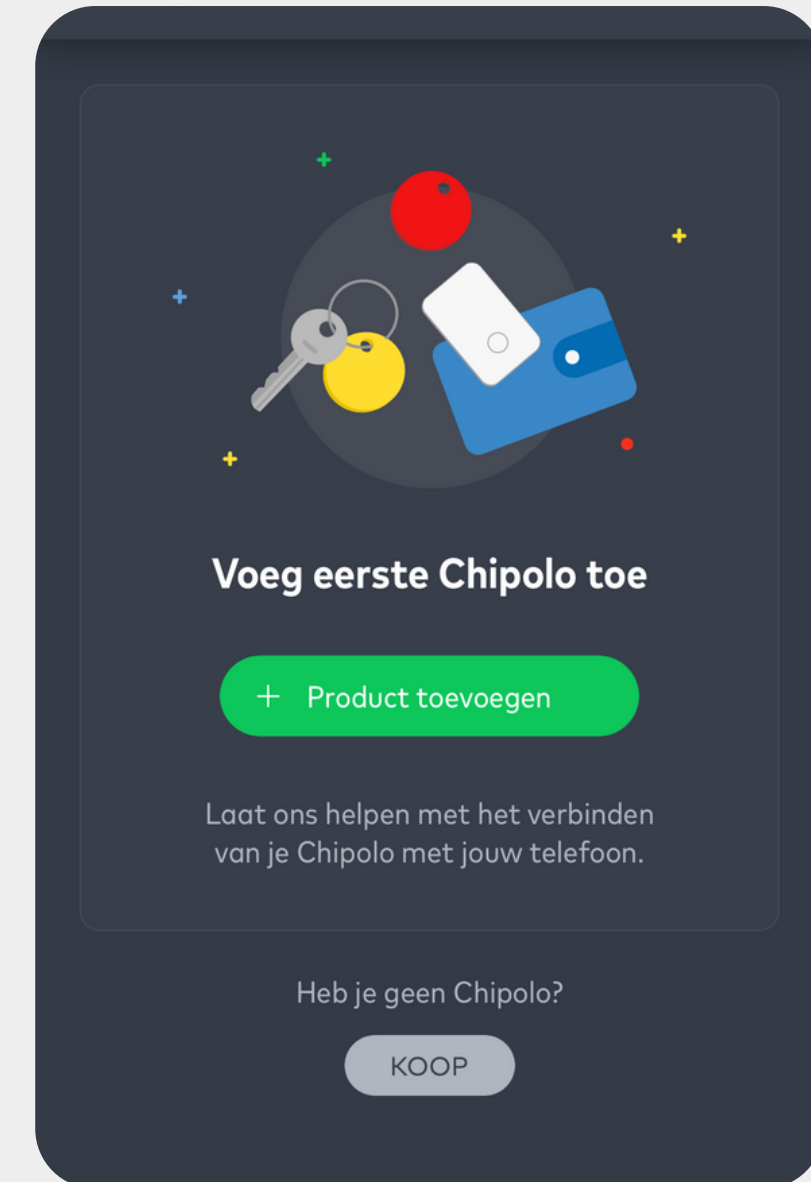 Voeg eerste Chipolo toe
+ Product toevoegen
Laat ons helpen met het verbinden
van je Chipolo met jouw telefoon.
Heb je geen Chipolo?
KOOP